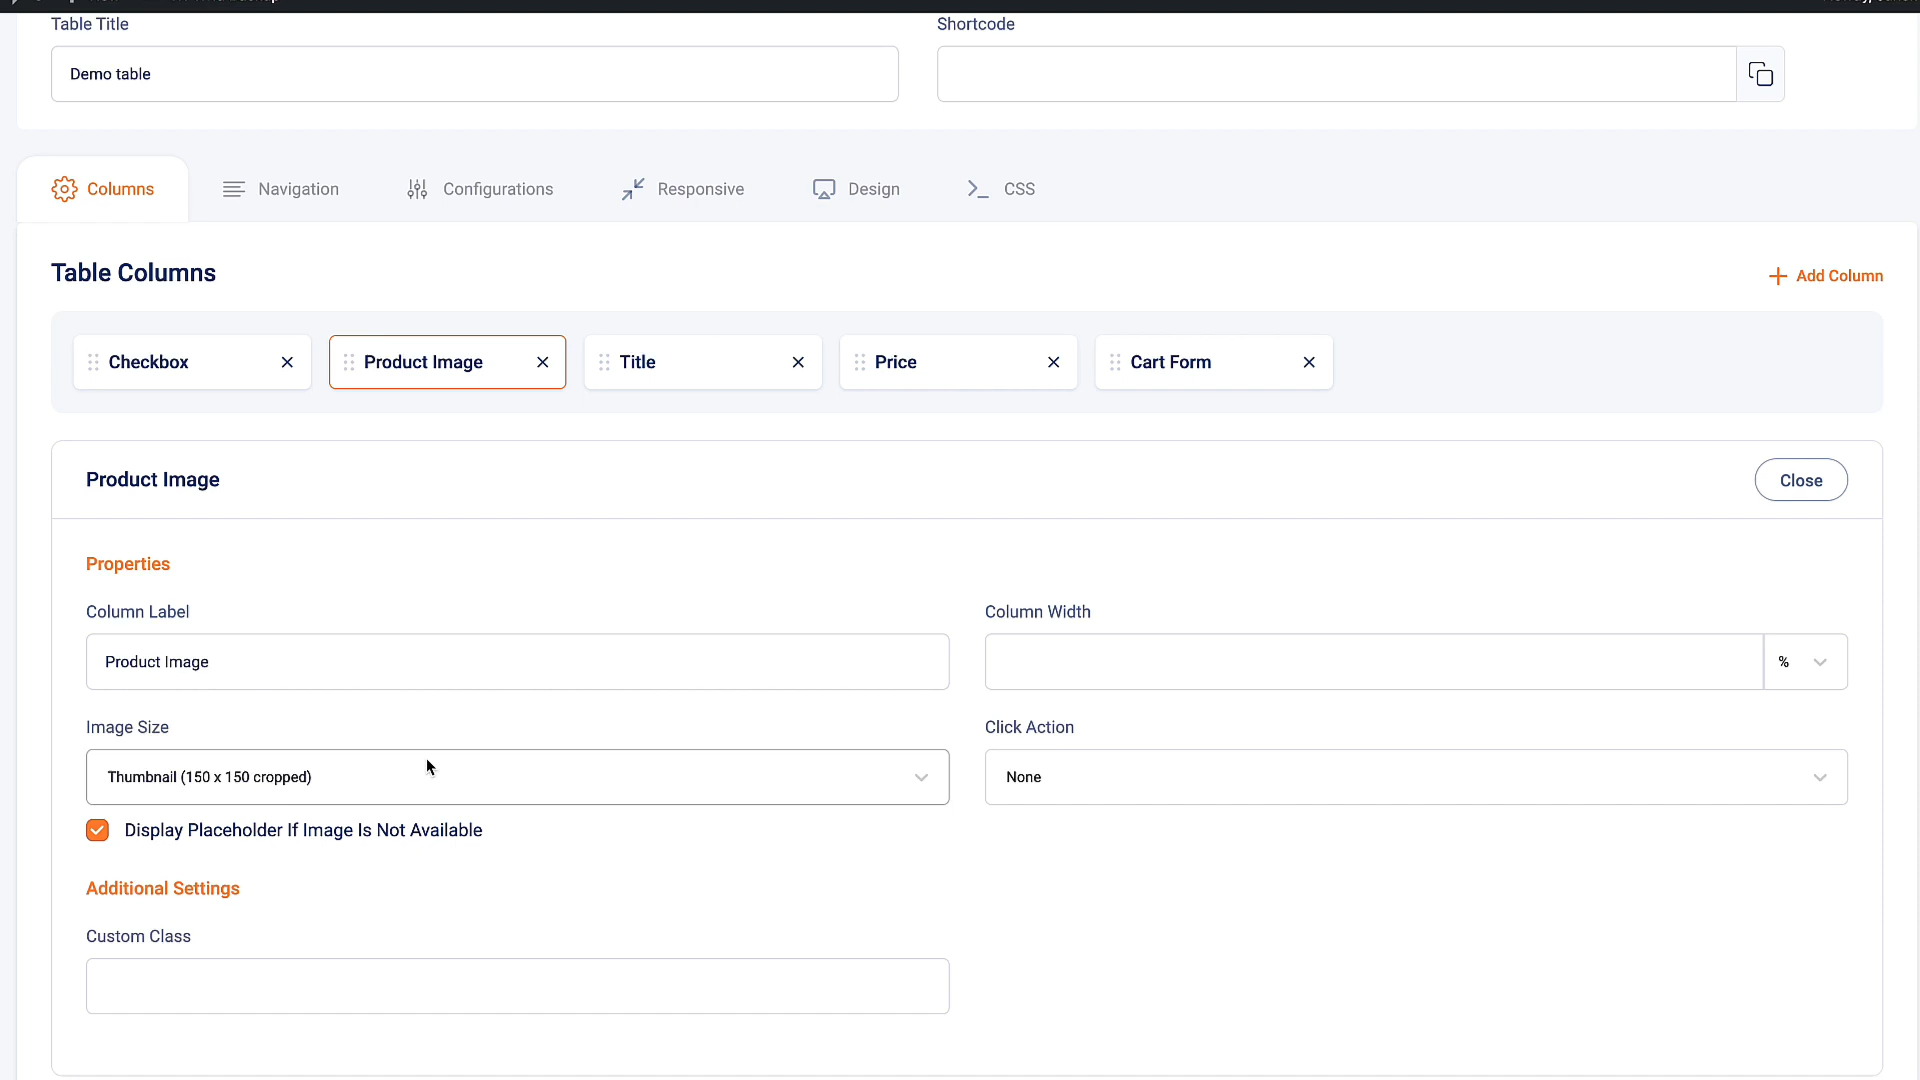 Table Title
Shortcode
Demo table
Columns
Navigation
Configurations
Responsive
Design
CSS
Table Columns
Add Column
Checkbox
Product Image
Title
Price
Cart Form
Product Image
Close
Properties
Column Label
Column Width
Product Image
%
Image Size
Click Action
Thumbnail (150 x 150 cropped)
None
Display Placeholder If Image Is Not Available
Additional Settings
Custom Class